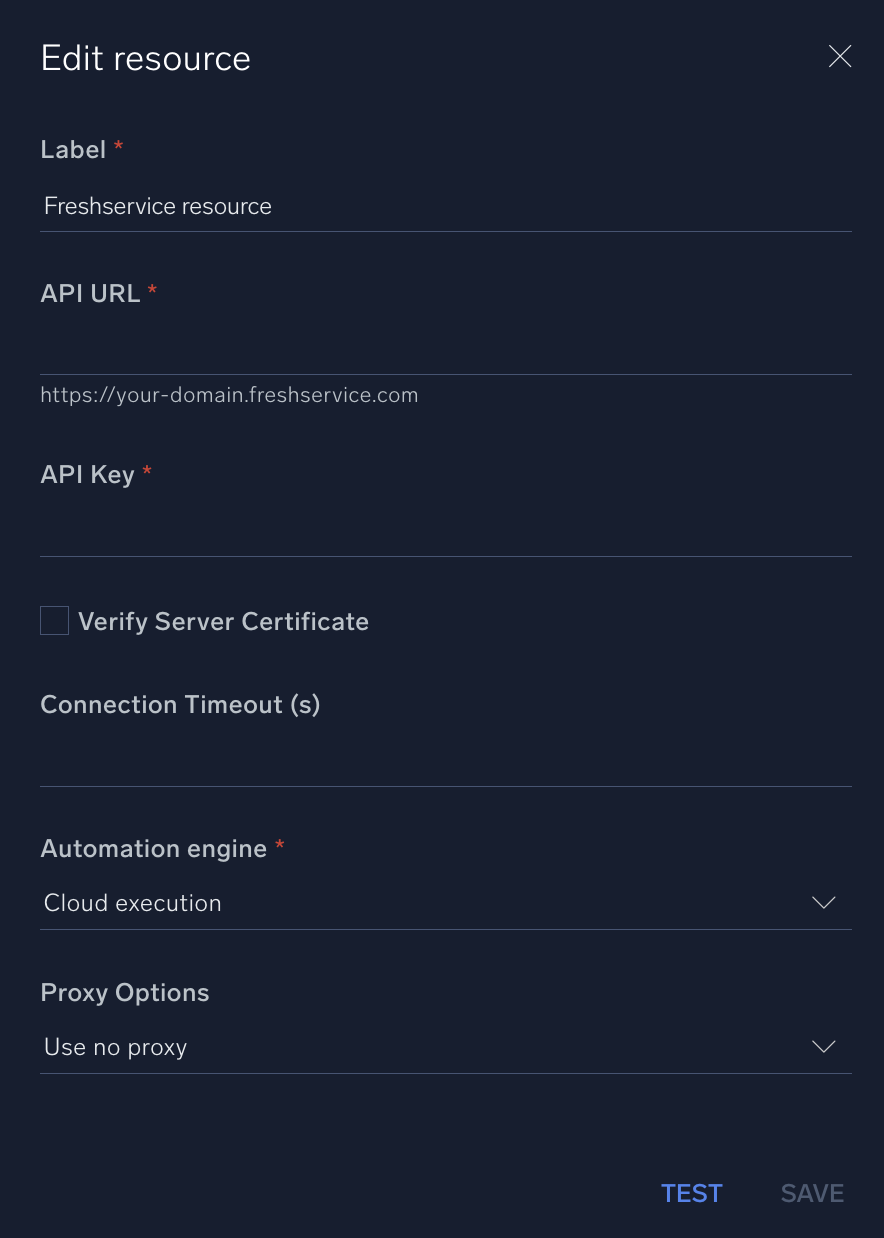 Edit resource
Label *
Freshservice resource
API URL *
https://your-domain.freshservice.com
API Key *
Verify Server Certificate
Connection Timeout (s)
Automation engine *
Cloud execution
Proxy Options
Use no proxy
TEST SAVE